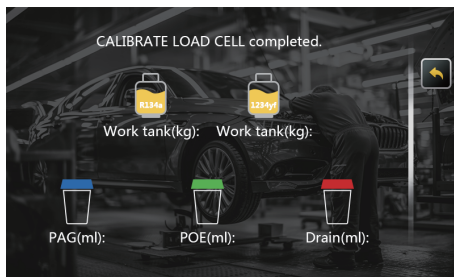 CALIBRATE LOAD CELL completed.
R134a 1234yf
Work tank(kg): Work tank(kg):
PAG(ml): POE(ml): Drain(ml):